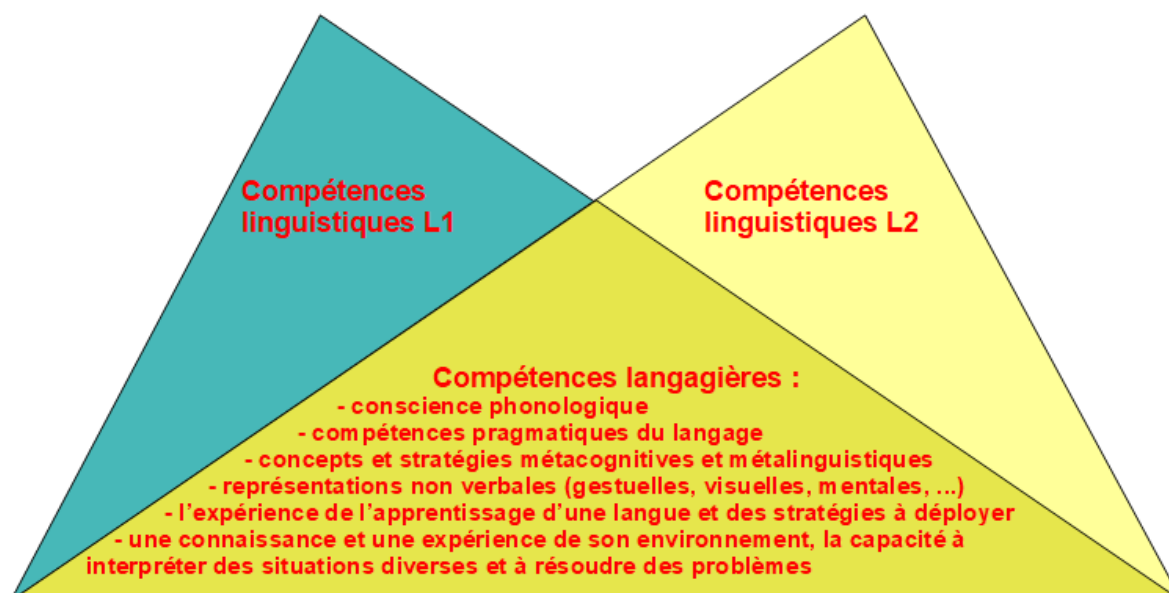 Compétences
linguistiques L1
Compétences
linguistiques L2
Compétences langagières :
- conscience phonologique
- compétences pragmatiques du langage
- concepts et stratégies métacognitives et métalinguistiques
- représentations non verbales (gestuelles, visuelles, mentales, ...)
- l'expérience de l'apprentissage d'une langue et des stratégies à déployer
- une connaissance et une expérience de son environnement, la capacité à
interpréter des situations diverses et à résoudre des problèmes